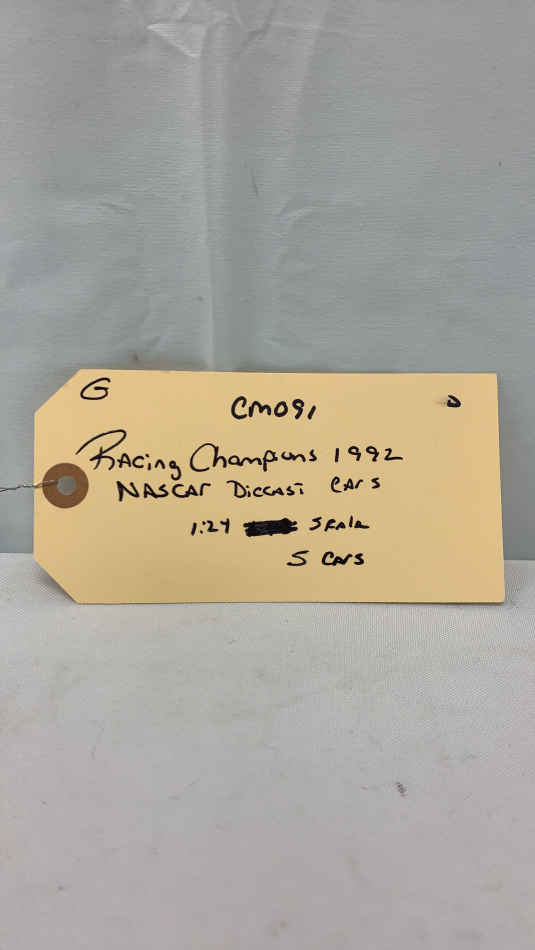 G
CM091
D
Racing Champions 1992
NASCAR Diecast Cars
1:24 Scale
5 Cars